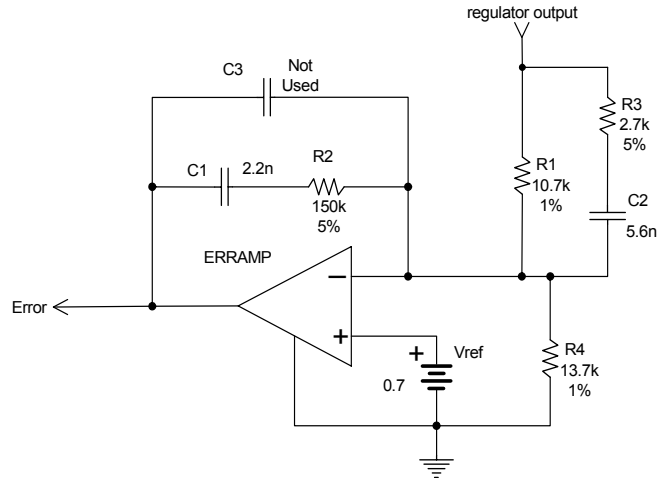 regulator output
C3
Not
Used
R3
2.7k
5%
C1
2.2n
R2
150k
5%
R1
10.7k
1%
C2
5.6n
ERRAMP
Error
−
+
+
Vref
0.7
R4
13.7k
1%